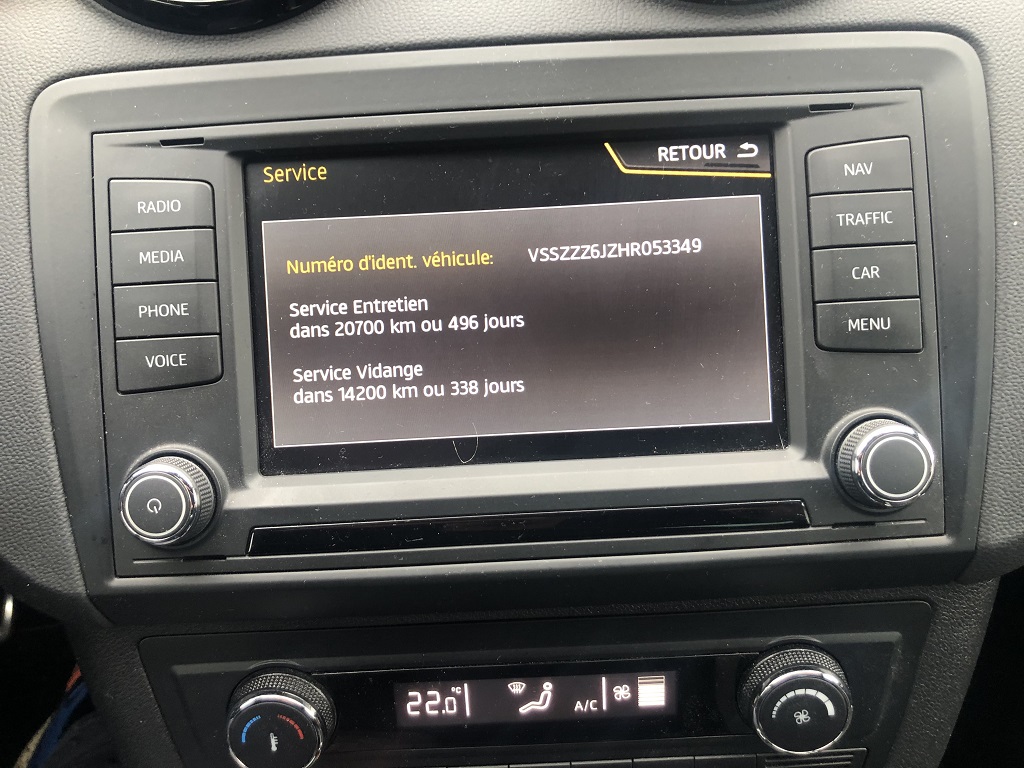 Service
RETOUR
Numéro d'ident. véhicule: VSSZZZ6JZHR053349
Service Entretien
dans 20700 km ou 496 jours
Service Vidange
dans 14200 km ou 338 jours
RADIO
MEDIA
PHONE
VOICE
NAV
TRAFFIC
CAR
MENU
22.0°C
A/C